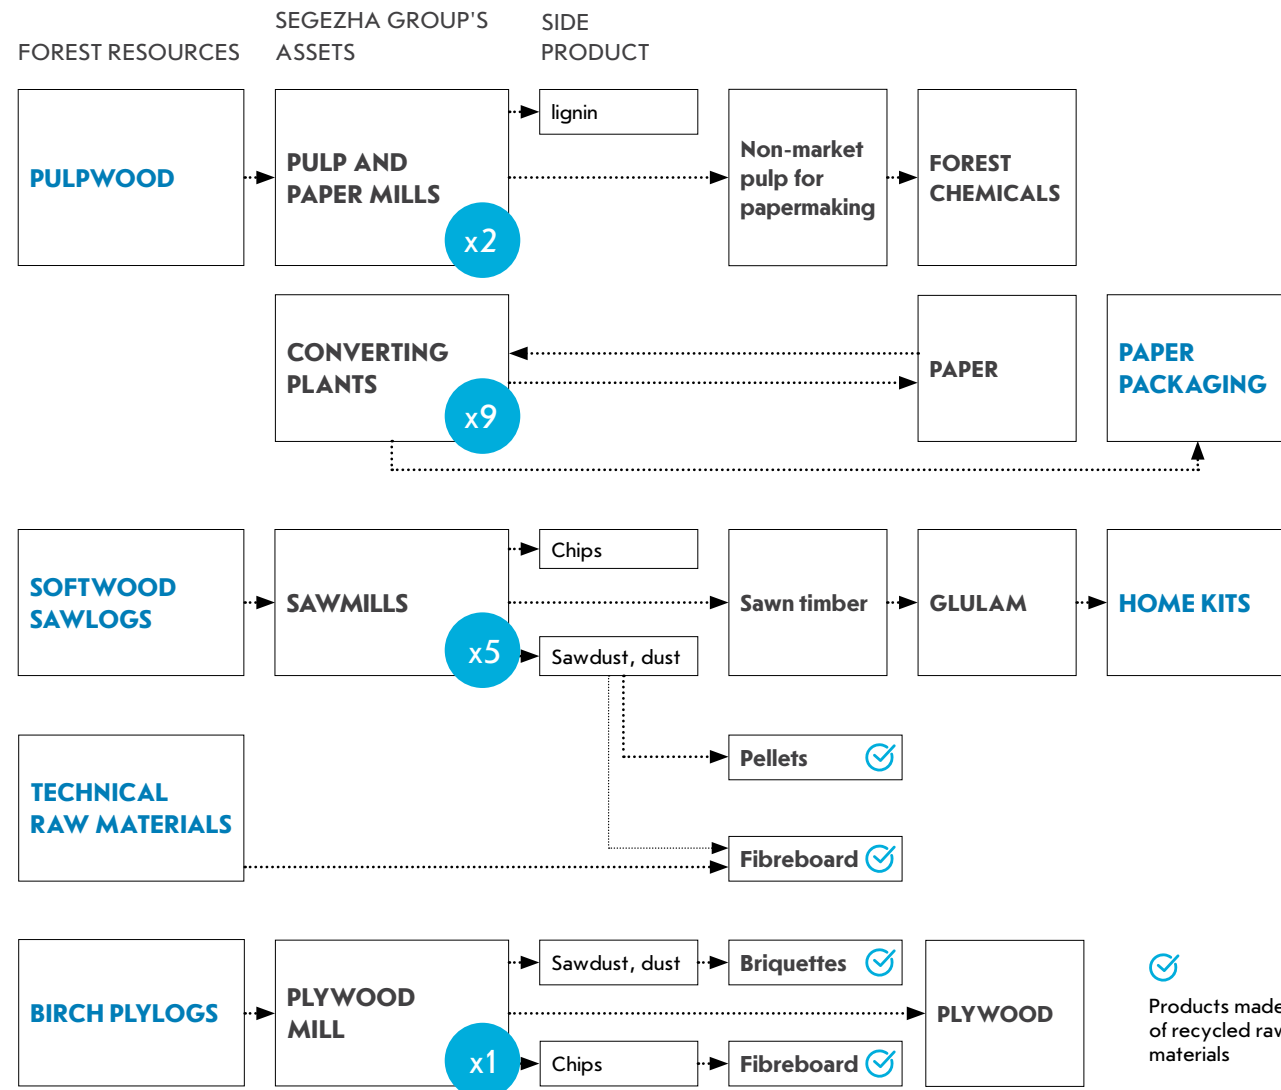 FOREST RESOURCES
SEGEZHA GROUP'S
ASSETS
SIDE
PRODUCT
PULPWOOD
PULP AND
PAPER MILLS
x2
lignin
Non-market
pulp for
papermaking
FOREST
CHEMICALS
CONVERTING
PLANTS
x9
PAPER
PAPER
PACKAGING
SOFTWOOD
SAWLOGS
SAWMILLS
x5
Chips
Sawdust, dust
Sawn timber
GLULAM
HOME KITS
Pellets
TECHNICAL
RAW MATERIALS
Fibreboard
BIRCH PLYLOGS
PLYWOOD
MILL
x1
Sawdust, dust
Briquettes
Chips
Fibreboard
PLYWOOD
Products made
of recycled raw
materials